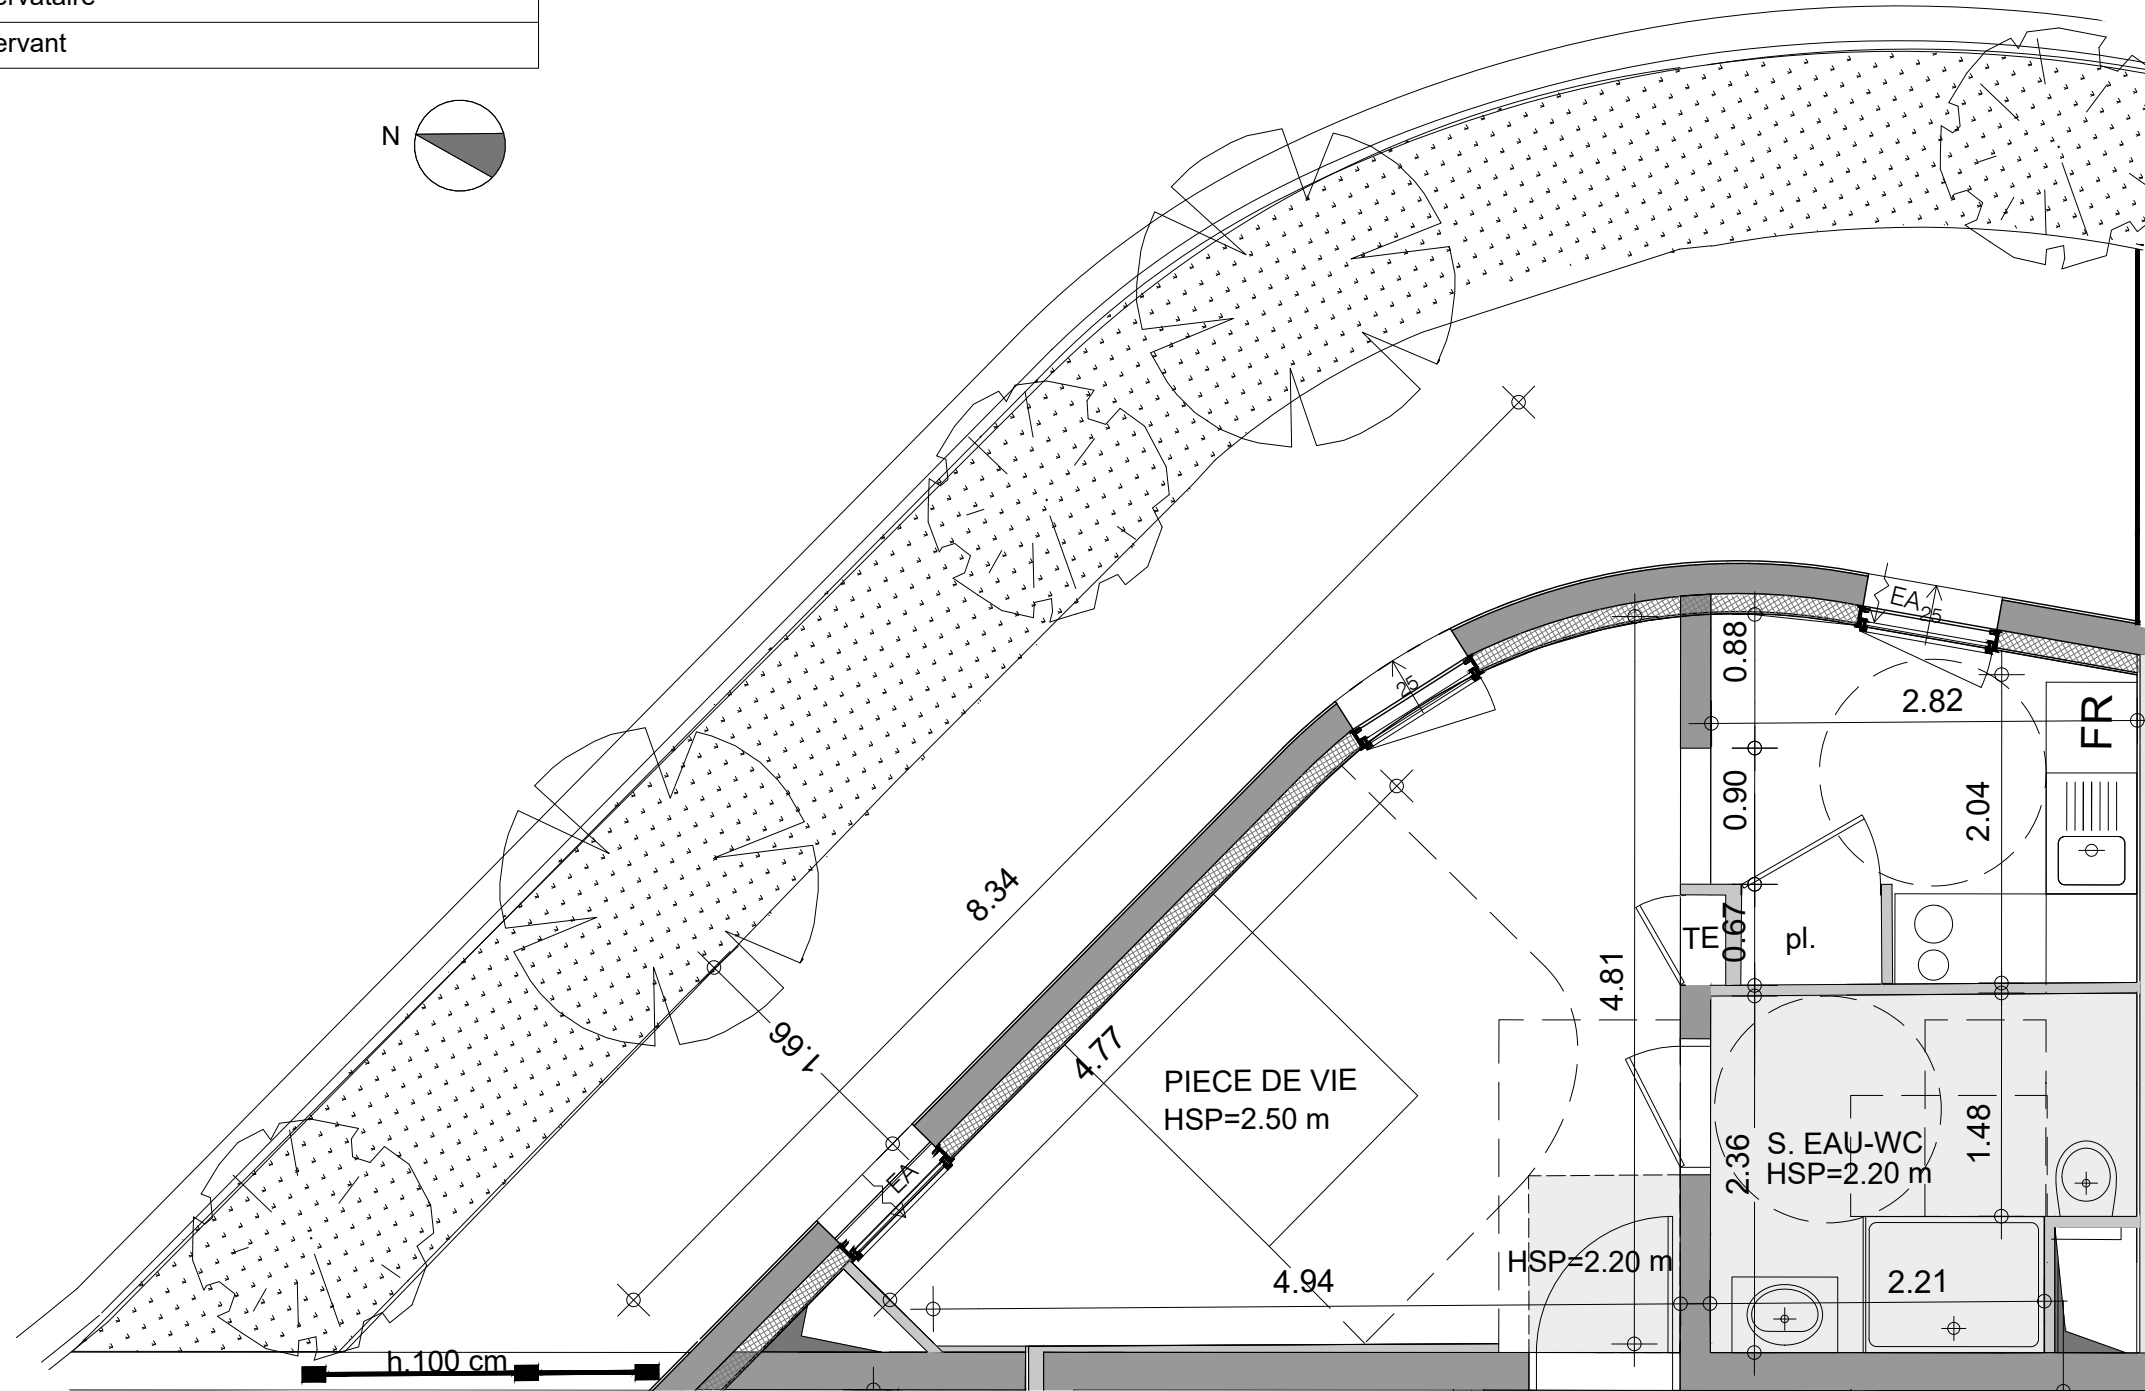 ervataire
ervant
N
EA
25
25
0.88
2.82
FR
0.90
2.04
8.34
TE
0.67
pl.
4.81
1.66
4.77
PIECE DE VIE
HSP=2.50 m
2.36
S. EAU-WC
HSP=2.20 m
1.48
EA
HSP=2.20 m
4.94
2.21
h.100 cm